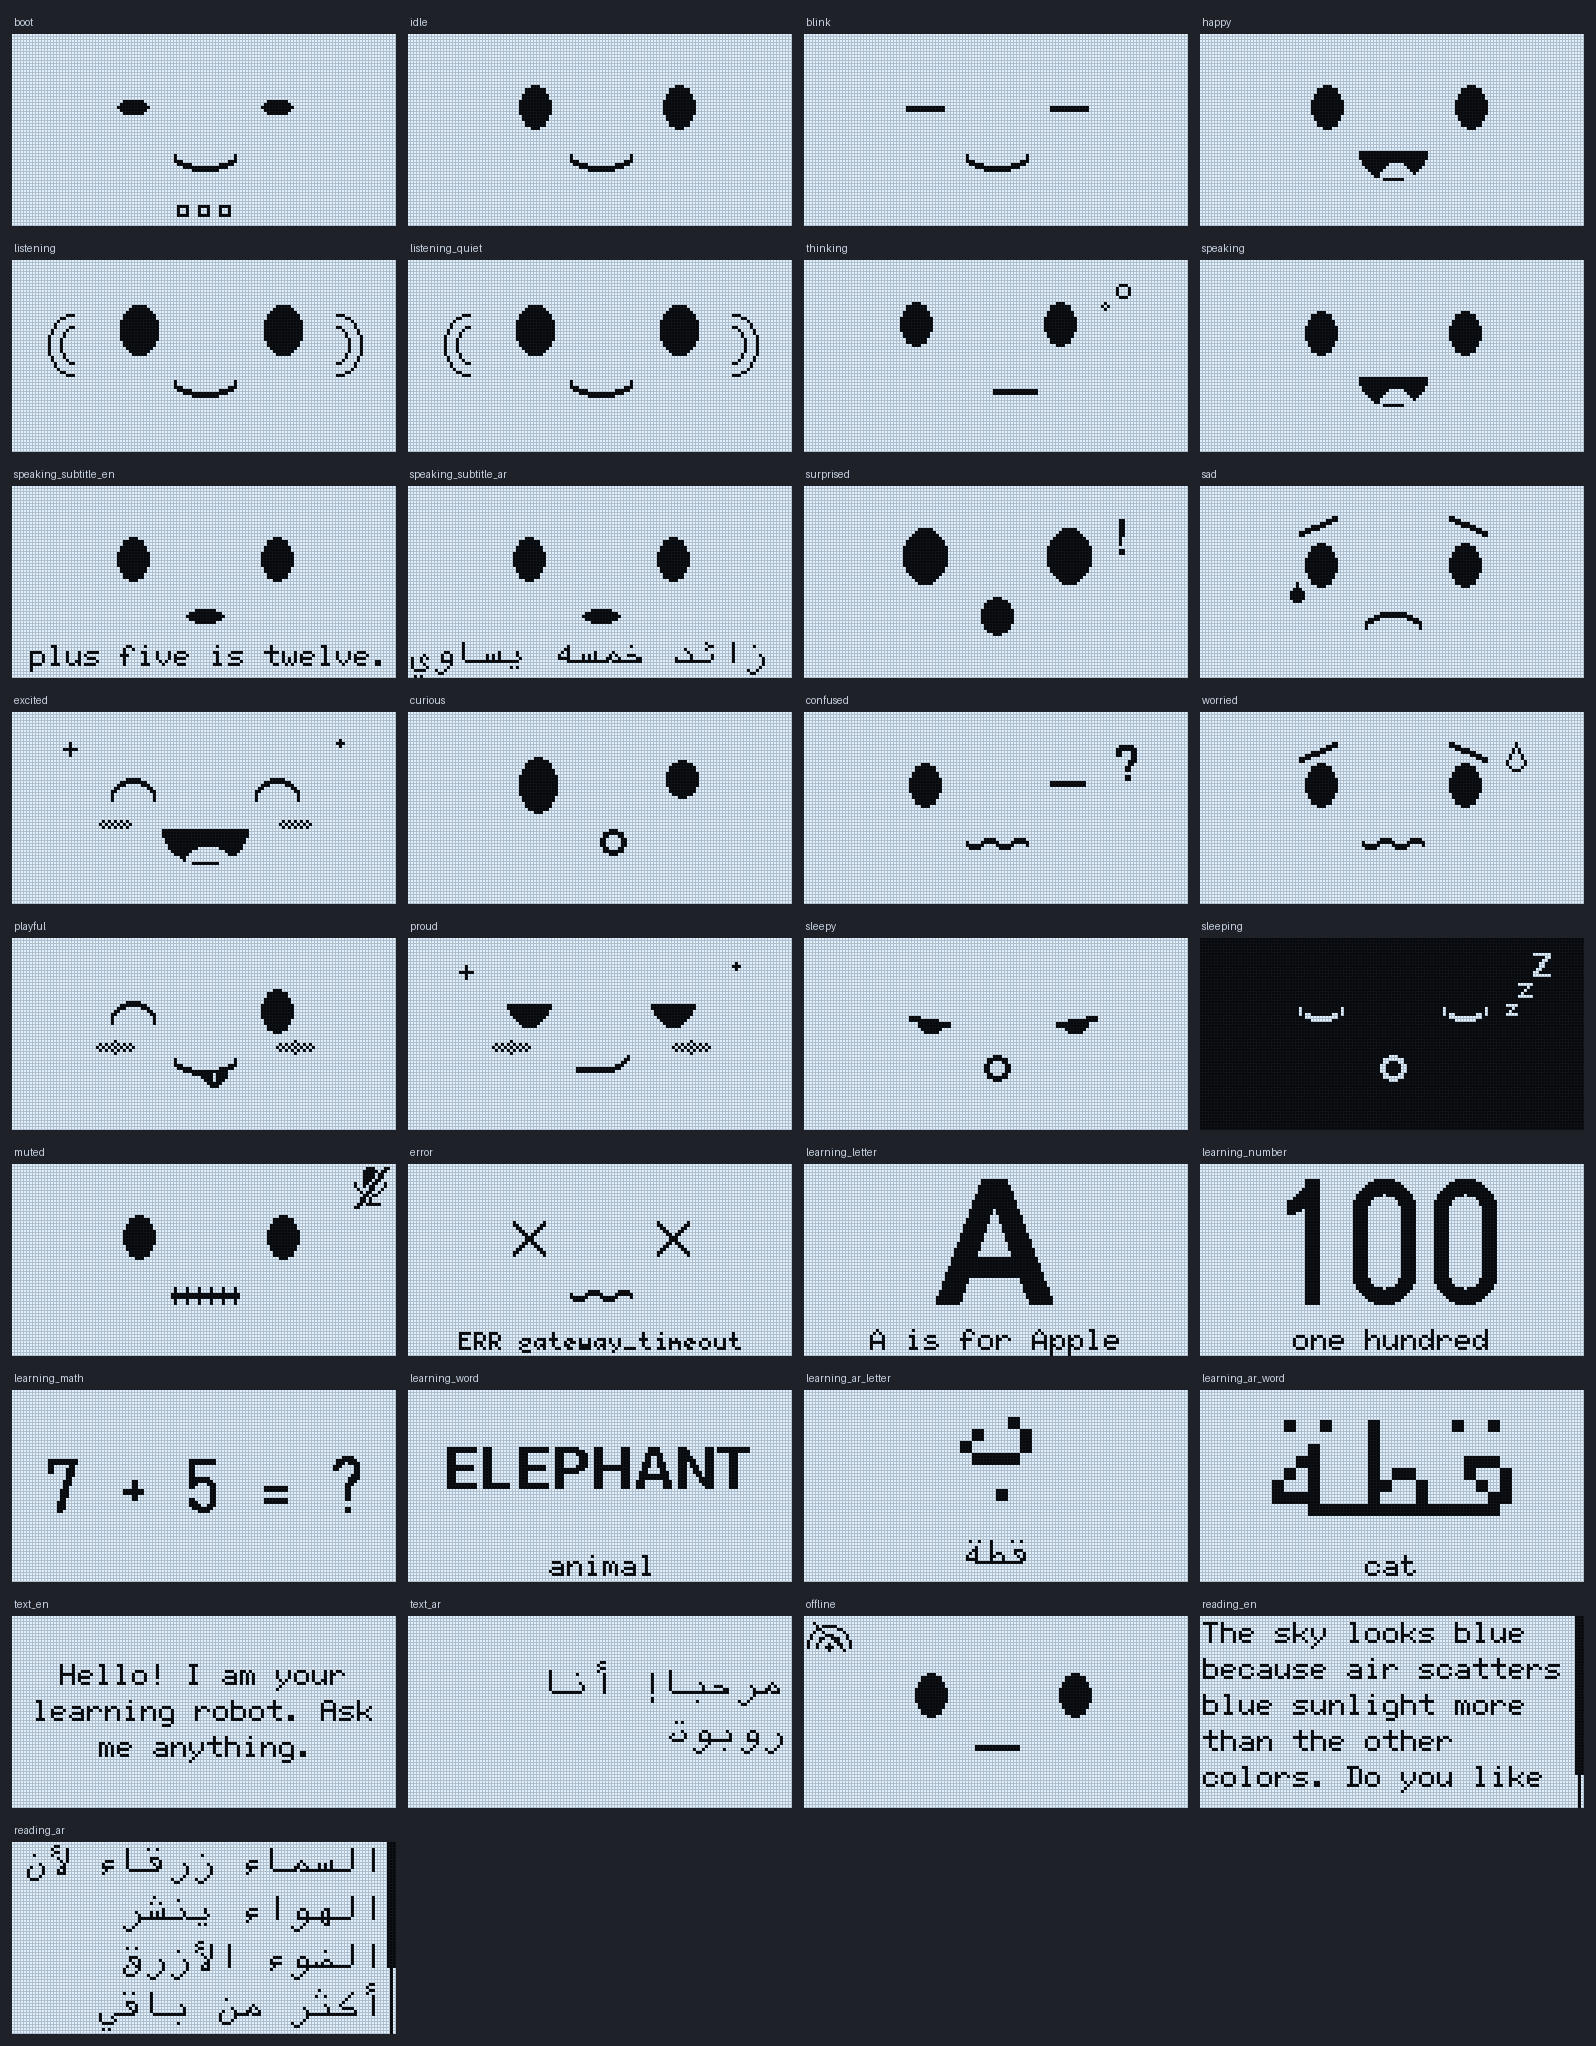 boot
idle
blink
happy
listening
listening_quiet
thinking
speaking
speaking_subtitle_en
plus five is twelve.
speaking_subtitle_ar
زائد خمسه يساوي
surprised
!
sad
excited
curious
confused
?
worried
playful
proud
sleepy
sleeping
Z
z
z
muted
error
ERR gateway_timeout
learning_letter
A
A is for Apple
learning_number
100
one hundred
learning_math
7 + 5 = ?
learning_word
ELEPHANT
animal
learning_ar_letter
ب
قطة
learning_ar_word
قطة
cat
text_en
Hello! I am your
learning robot. Ask
me anything.
text_ar
مرحبا! أنا
روبوت
offline
reading_en
The sky looks blue
because air scatters
blue sunlight more
than the other
colors. Do you like
reading_ar
السماء زرقاء لأن
الهواء ينشر
الضوء الأزرق
أكثر من باقي